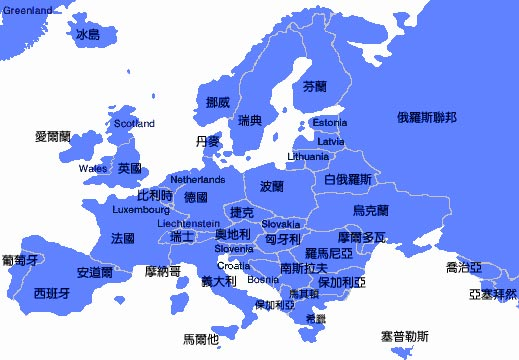 Greenland
冰島
芬蘭
挪威
瑞典
俄羅斯聯邦
Scotland
Estonia
愛爾蘭
丹麥
Latvia
Lithuania
Wales
英國
Netherlands
波蘭
白俄羅斯
比利時
德國
Luxembourg
捷克
烏克蘭
Liechtenstein
Slovakia
法國
瑞士
奧地利
匈牙利
摩爾多瓦
Slovenia
羅馬尼亞
葡萄牙
安道爾
摩納哥
Croatia
南斯拉夫
喬治亞
義大利
Bosnia
保加利亞
西班牙
馬其頓
亞塞拜然
保加利亞
希臘
馬爾他
塞普勒斯